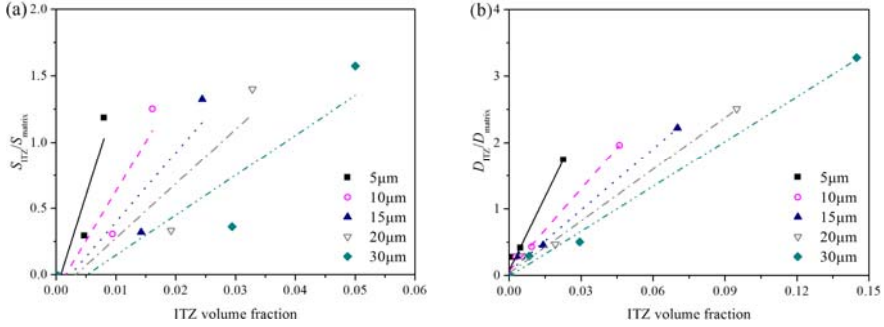 (a)
S_ITZ/S_matrix
2.0
1.5
1.0
0.5
0.0
0.00 0.01 0.02 0.03 0.04 0.05 0.06
ITZ volume fraction
5μm
10μm
15μm
20μm
30μm
(b)
D_ITZ/D_matrix
4
3
2
1
0
0.00 0.03 0.06 0.09 0.12 0.15
ITZ volume fraction
5μm
10μm
15μm
20μm
30μm